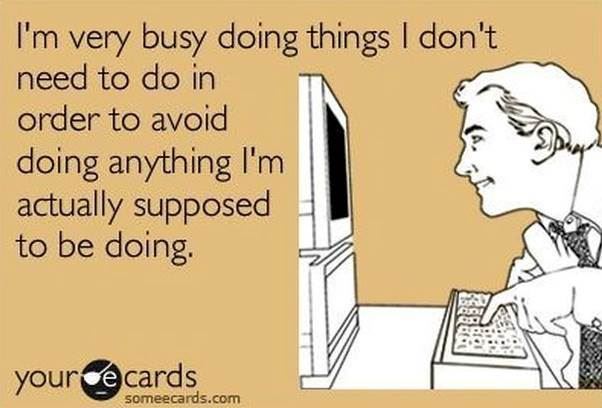 I'm very busy doing things I don't
need to do in
order to avoid
doing anything I'm
actually supposed
to be doing.
your e cards
someecards.com